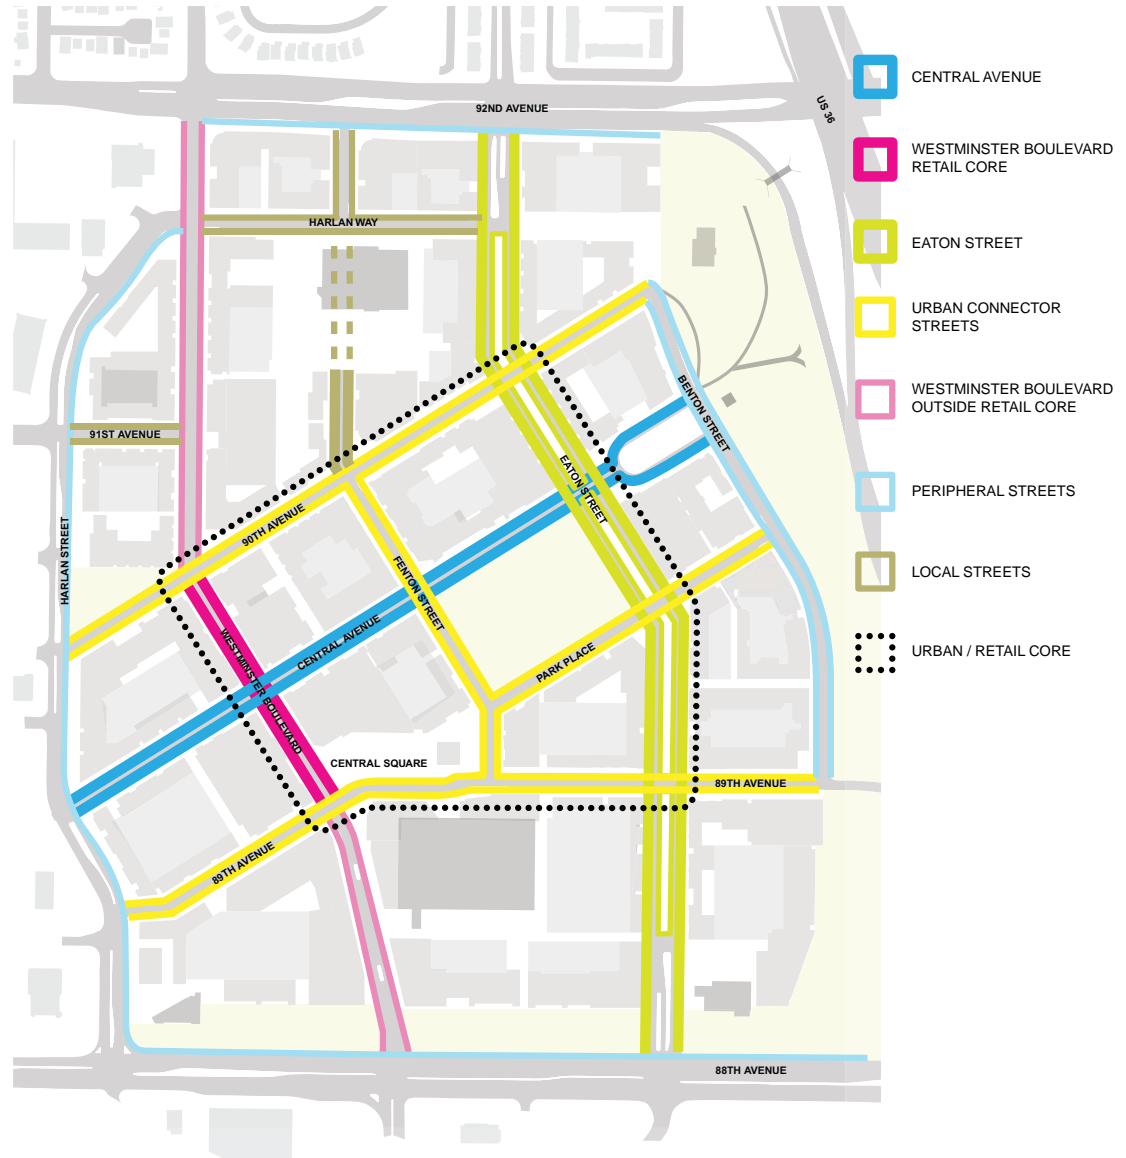 92ND AVENUE
US 36
HARLAN WAY
91ST AVENUE
HARLAN STREET
90TH AVENUE
BENTON STREET
EATON STREET
FENTON STREET
CENTRAL AVENUE
WESTMINSTER BOULEVARD
PARK PLACE
CENTRAL SQUARE
89TH AVENUE
89TH AVENUE
88TH AVENUE
CENTRAL AVENUE
WESTMINSTER BOULEVARD
RETAIL CORE
EATON STREET
URBAN CONNECTOR
STREETS
WESTMINSTER BOULEVARD
OUTSIDE RETAIL CORE
PERIPHERAL STREETS
LOCAL STREETS
URBAN / RETAIL CORE